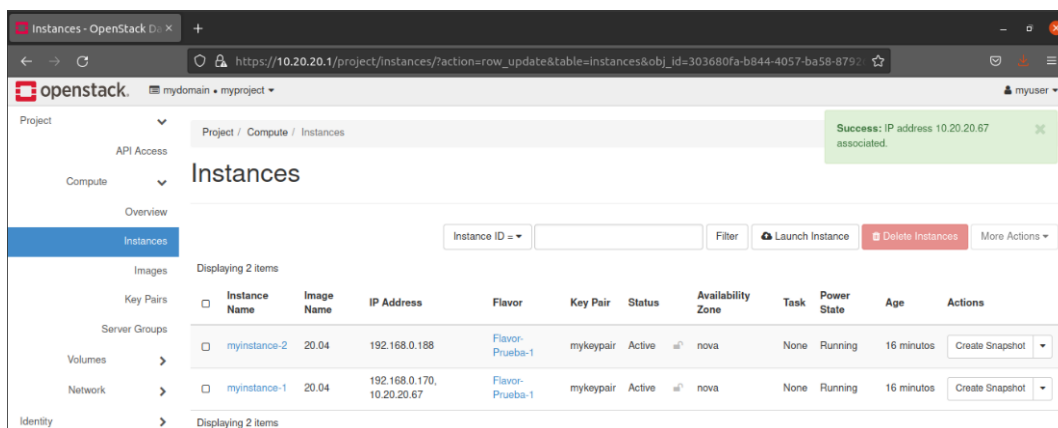 Instances - OpenStack Da
https://10.20.20.1/project/instances/?action=row_update&table=instances&obj_id=303680fa-b844-4057-ba58-8792
openstack. mydomain • myproject myuser
Project
API Access
Compute
Overview
Instances
Images
Key Pairs
Server Groups
Volumes
Network
Identity
Project / Compute / Instances
Success: IP address 10.20.20.67
associated.
Instances
Instance ID = Filter Launch Instance Delete Instances More Actions
Displaying 2 items
Instance Name Image Name IP Address Flavor Key Pair Status Availability Zone Task Power State Age Actions
myinstance-2 20.04 192.168.0.188 Flavor-Prueba-1 mykeypair Active nova None Running 16 minutos Create Snapshot
myinstance-1 20.04 192.168.0.170, 10.20.20.67 Flavor-Prueba-1 mykeypair Active nova None Running 16 minutos Create Snapshot
Displaying 2 items